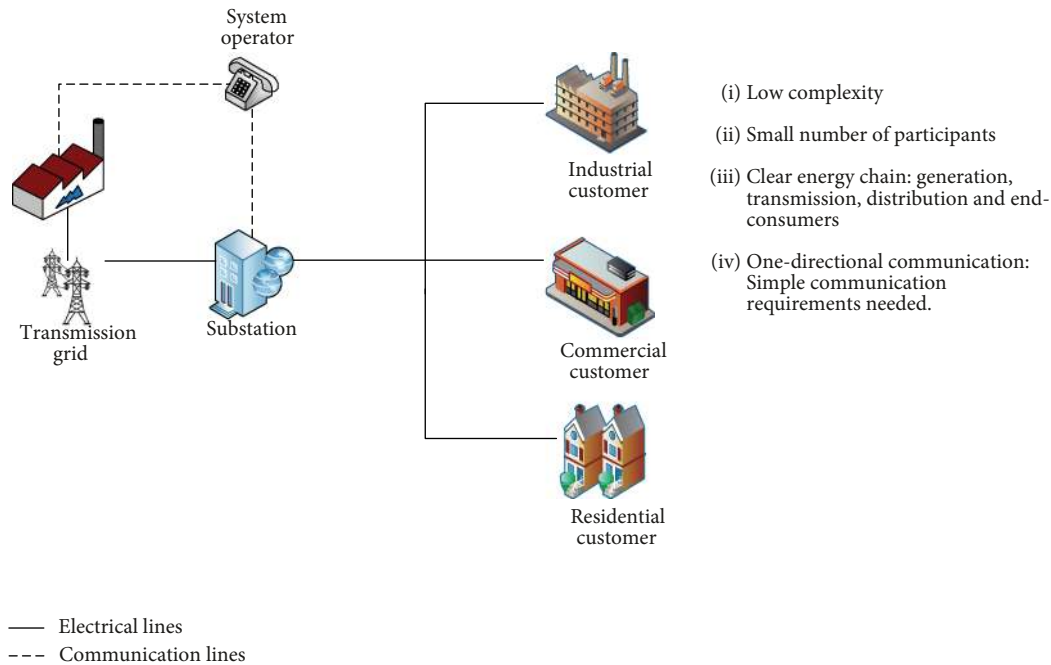 System
operator
Transmission
grid
Substation
Industrial
customer
Commercial
customer
Residential
customer
(i) Low complexity
(ii) Small number of participants
(iii) Clear energy chain: generation,
transmission, distribution and end-
consumers
(iv) One-directional communication:
Simple communication
requirements needed.
Electrical lines
Communication lines